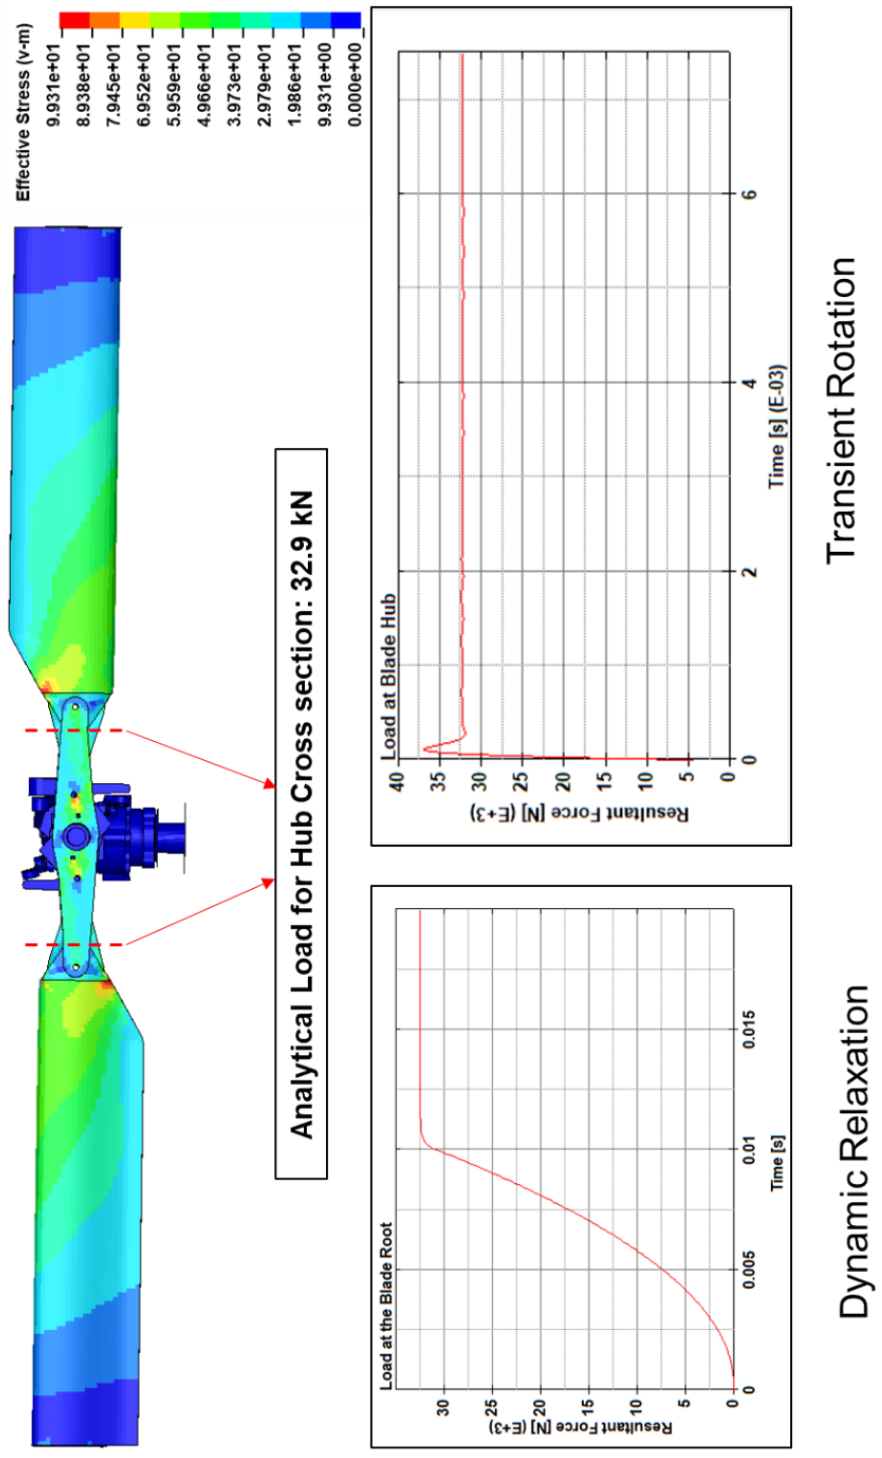 Effective Stress (v-m)
9.931e+01
8.938e+01
7.945e+01
6.952e+01
5.959e+01
4.966e+01
3.973e+01
2.979e+01
1.986e+01
9.931e+00
0.000e+00
Analytical Load for Hub Cross section: 32.9 kN
Load at the Blade Root
Resultant Force [N] (E+3)
30
25
20
15
10
5
0
0
0.005
0.01
0.015
Time [s]
Dynamic Relaxation
Load at Blade Hub
Resultant Force [N] (E+3)
40
35
30
25
20
15
10
5
0
0
2
4
6
Time [s] (E-03)
Transient Rotation